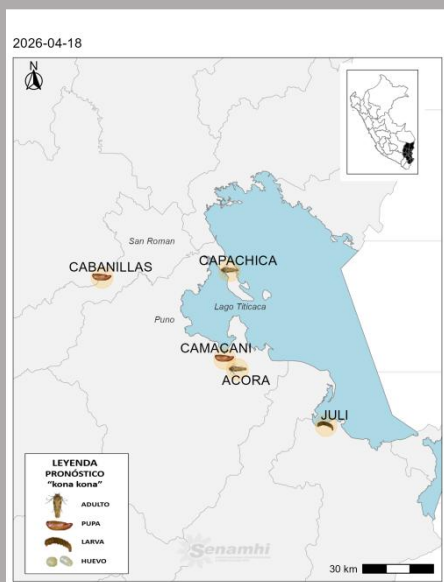 2026-04-18
N
San Roman
CABANILLAS
CAPACHICA
Lago Titicaca
Puno
CAMACANI
ACORA
JULI
LEYENDA
PRONÓSTICO
"kona kona"
ADULTO
PUPA
LARVA
HUEVO
Senamhi
30 km